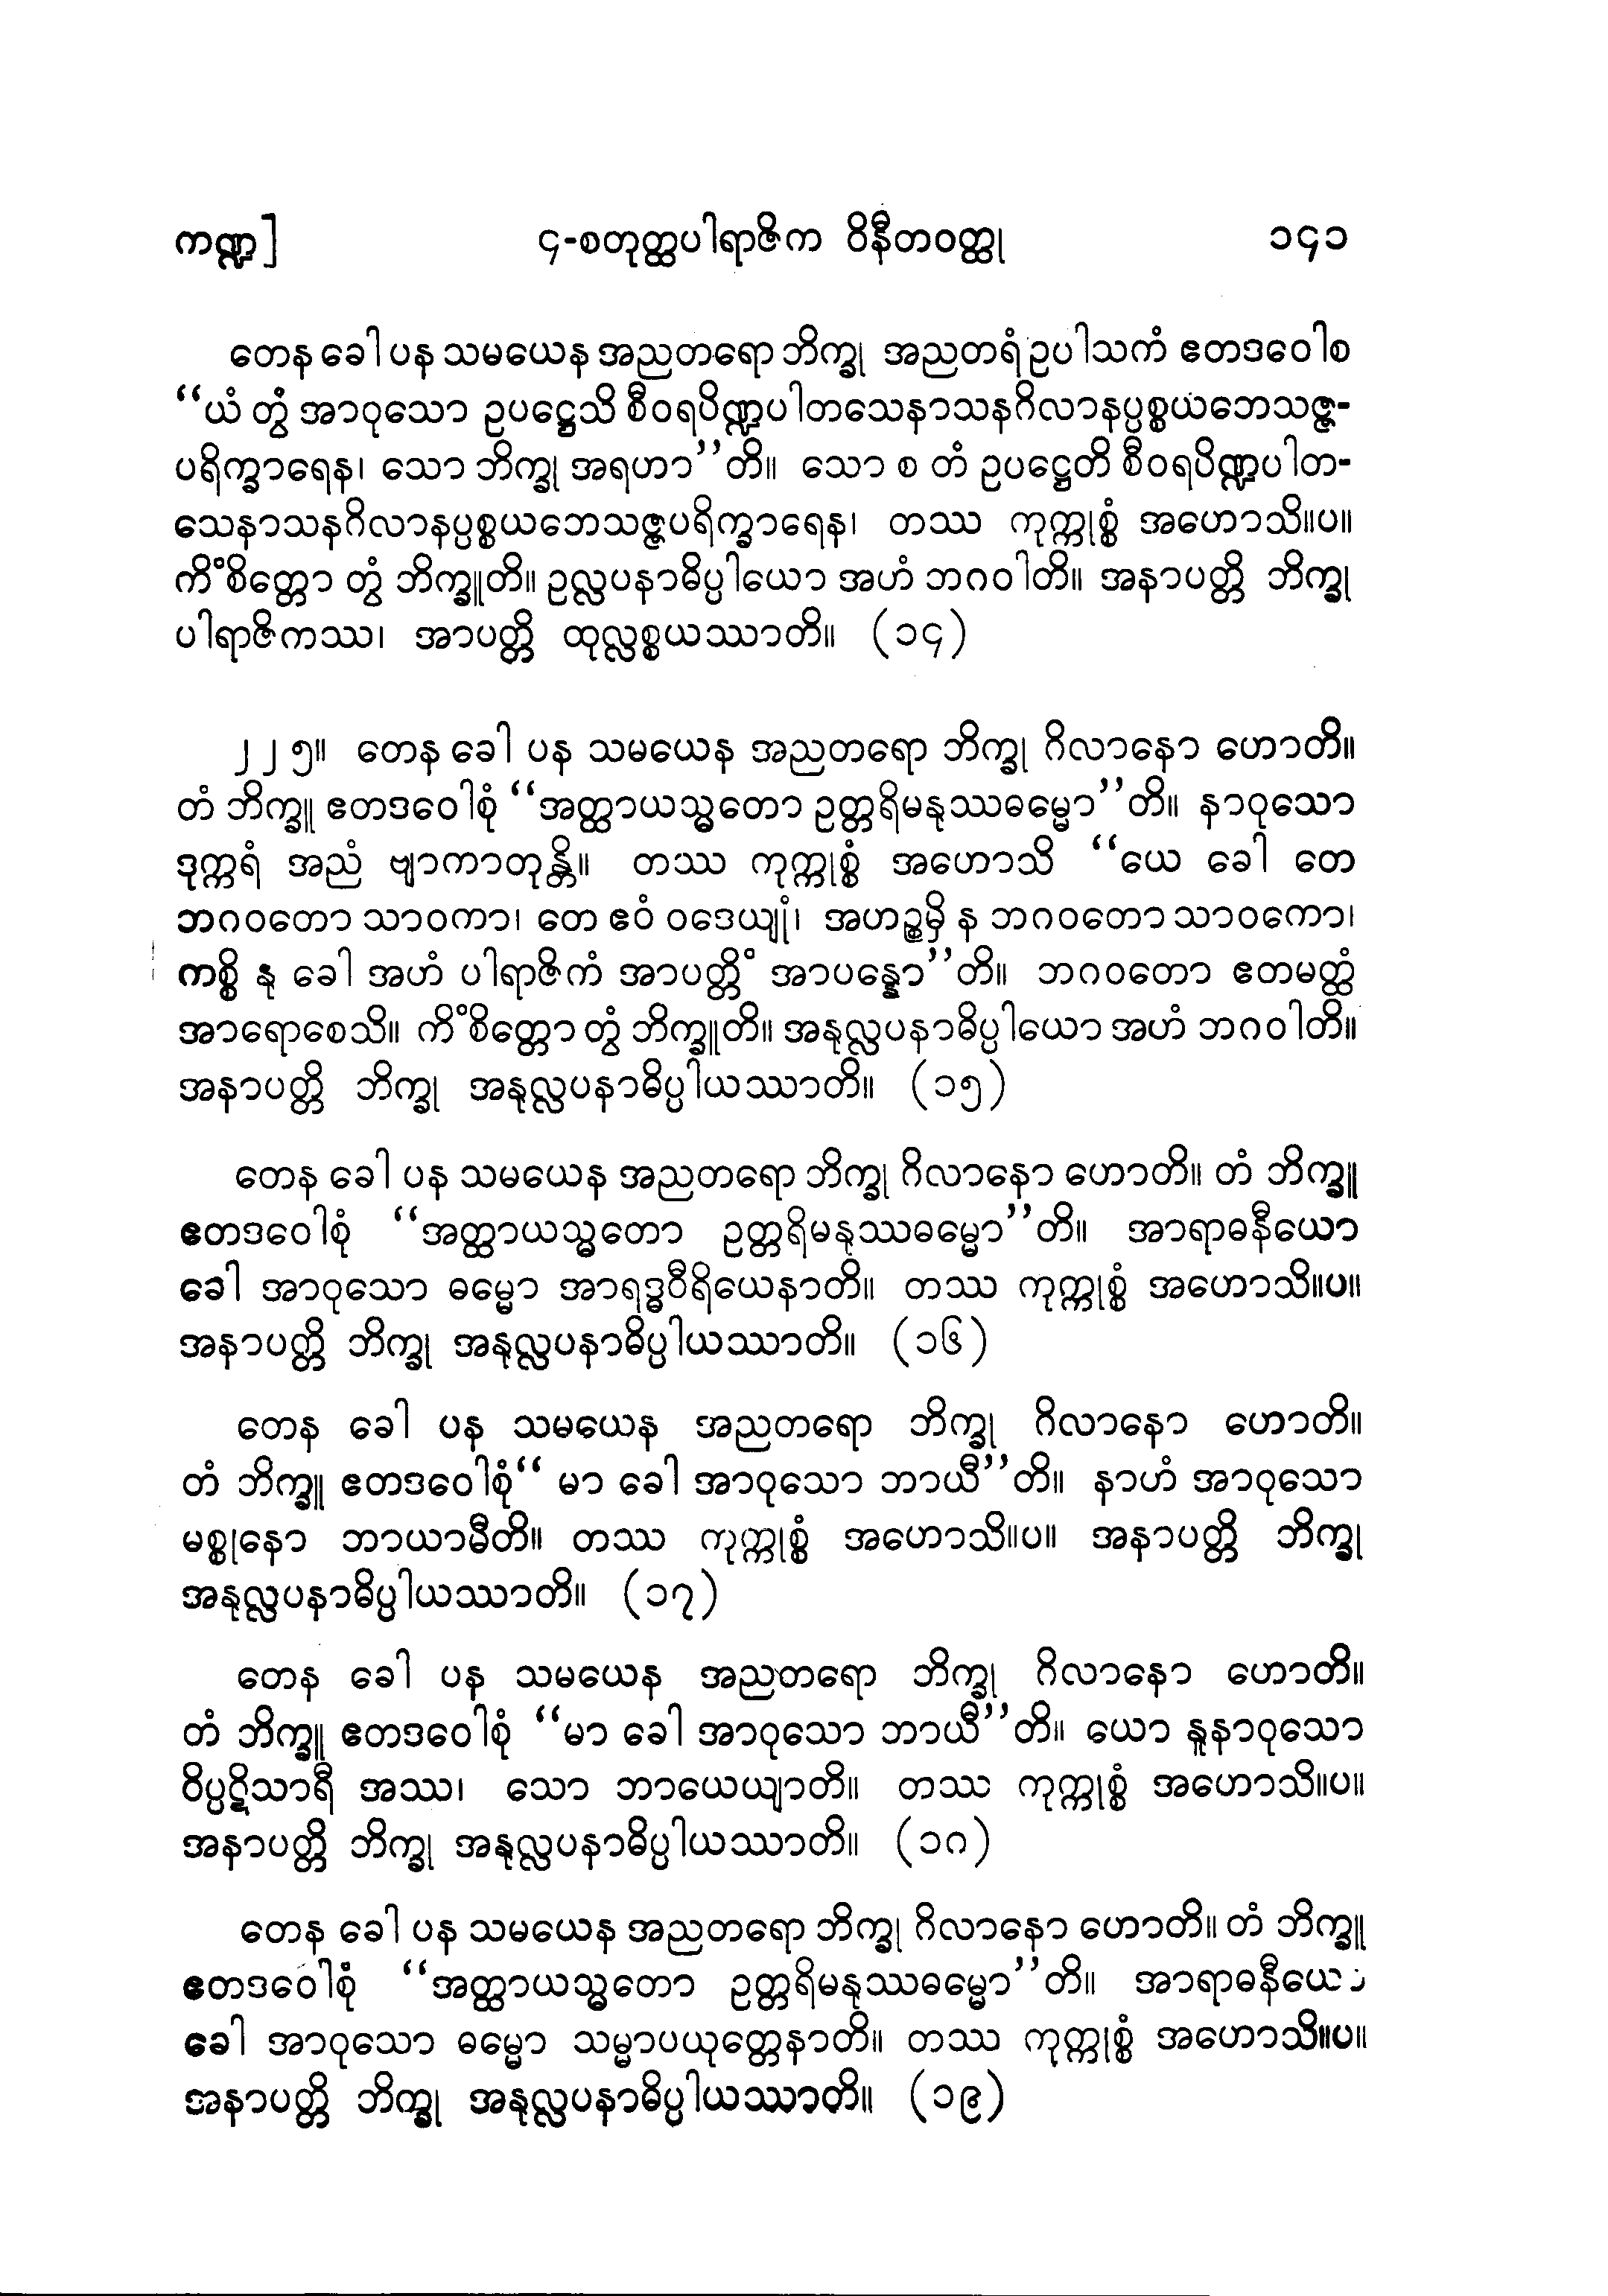 ကဏ္ဍ] ၄-စတုတ္ထပါရာဇိက ဝိနီတဝတ္ထု ၁၄၁
တေန ခေါ ပန သမယေန အညတရော ဘိက္ခု အညတရံ ဥပါသကံ ဧတဒဝေါစ
“ယံ တွံ အာဝုသော ဥပဋ္ဌေသိ စီဝရပိဏ္ဍပါတသေနာသနဂိလာနပ္ပစ္စယဘေသဇ္ဇ-
ပရိက္ခာရေန၊ သော ဘိက္ခု အရဟာ”တိ။ သော စ တံ ဥပဋ္ဌေတိ စီဝရပိဏ္ဍပါတ-
သေနာသနဂိလာနပ္ပစ္စယဘေသဇ္ဇပရိက္ခာရေန၊ တဿ ကုက္ကုစ္စံ အဟောသိ။ပ။
ကိံစိတ္တော တွံ ဘိက္ခူတိ။ ဥလ္လပနာဓိပ္ပါယော အဟံ ဘဂဝါတိ။ အနာပတ္တိ ဘိက္ခု
ပါရာဇိကဿ၊ အာပတ္တိ ထုလ္လစ္စယဿာတိ။ (၁၄)
၂၂၅။ တေန ခေါ ပန သမယေန အညတရော ဘိက္ခု ဂိလာနော ဟောတိ။
တံ ဘိက္ခူ ဧတဒဝေါစုံ “အတ္ထာယသ္မတော ဥတ္တရိမနုဿဓမ္မော”တိ။ နာဝုသော
ဒုက္ကရံ အညံ ဗျာကာတုန္တိ။ တဿ ကုက္ကုစ္စံ အဟောသိ “ယေ ခေါ တေ
ဘဂဝတော သာဝကာ၊ တေ ဧဝံ ဝဒေယျုံ၊ အဟဉ္စမှိ န ဘဂဝတော သာဝကော၊
ကစ္စိ နု ခေါ အဟံ ပါရာဇိကံ အာပတ္တိံ အာပန္နော”တိ။ ဘဂဝတော ဧတမတ္ထံ
အာရောစေသိ။ ကိံစိတ္တော တွံ ဘိက္ခူတိ။ အနုလ္လပနာဓိပ္ပါယော အဟံ ဘဂဝါတိ။
အနာပတ္တိ ဘိက္ခု အနုလ္လပနာဓိပ္ပါယဿာတိ။ (၁၅)
တေန ခေါ ပန သမယေန အညတရော ဘိက္ခု ဂိလာနော ဟောတိ။ တံ ဘိက္ခူ
ဧတဒဝေါစုံ “အတ္ထာယသ္မတော ဥတ္တရိမနုဿဓမ္မော”တိ။ အာရာဓနီယော
ခေါ အာဝုသော ဓမ္မော အာရဒ္ဓဝီရိယေနာတိ။ တဿ ကုက္ကုစ္စံ အဟောသိ။ပ။
အနာပတ္တိ ဘိက္ခု အနုလ္လပနာဓိပ္ပါယဿာတိ။ (၁၆)
တေန ခေါ ပန သမယေန အညတရော ဘိက္ခု ဂိလာနော ဟောတိ။
တံ ဘိက္ခူ ဧတဒဝေါစုံ“ မာ ခေါ အာဝုသော ဘာယီ”တိ။ နာဟံ အာဝုသော
မစ္စုနော ဘာယာမီတိ။ တဿ ကုက္ကုစ္စံ အဟောသိ။ပ။ အနာပတ္တိ ဘိက္ခု
အနုလ္လပနာဓိပ္ပါယဿာတိ။ (၁၇)
တေန ခေါ ပန သမယေန အညတရော ဘိက္ခု ဂိလာနော ဟောတိ။
တံ ဘိက္ခူ ဧတဒဝေါစုံ “မာ ခေါ အာဝုသော ဘာယီ”တိ။ ယော နူနာဝုသော
ဝိပ္ပဋိသာရီ အဿ၊ သော ဘာယေယျာတိ။ တဿ ကုက္ကုစ္စံ အဟောသိ။ပ။
အနာပတ္တိ ဘိက္ခု အနုလ္လပနာဓိပ္ပါယဿာတိ။ (၁၈)
တေန ခေါ ပန သမယေန အညတရော ဘိက္ခု ဂိလာနော ဟောတိ။ တံ ဘိက္ခူ
ဧတဒဝေါစုံ “အတ္ထာယသ္မတော ဥတ္တရိမနုဿဓမ္မော”တိ။ အာရာဓနီယော
ခေါ အာဝုသော ဓမ္မော သမ္မာပယုတ္တေနာတိ။ တဿ ကုက္ကုစ္စံ အဟောသိ။ပ။
အနာပတ္တိ ဘိက္ခု အနုလ္လပနာဓိပ္ပါယဿာတိ။ (၁၉)